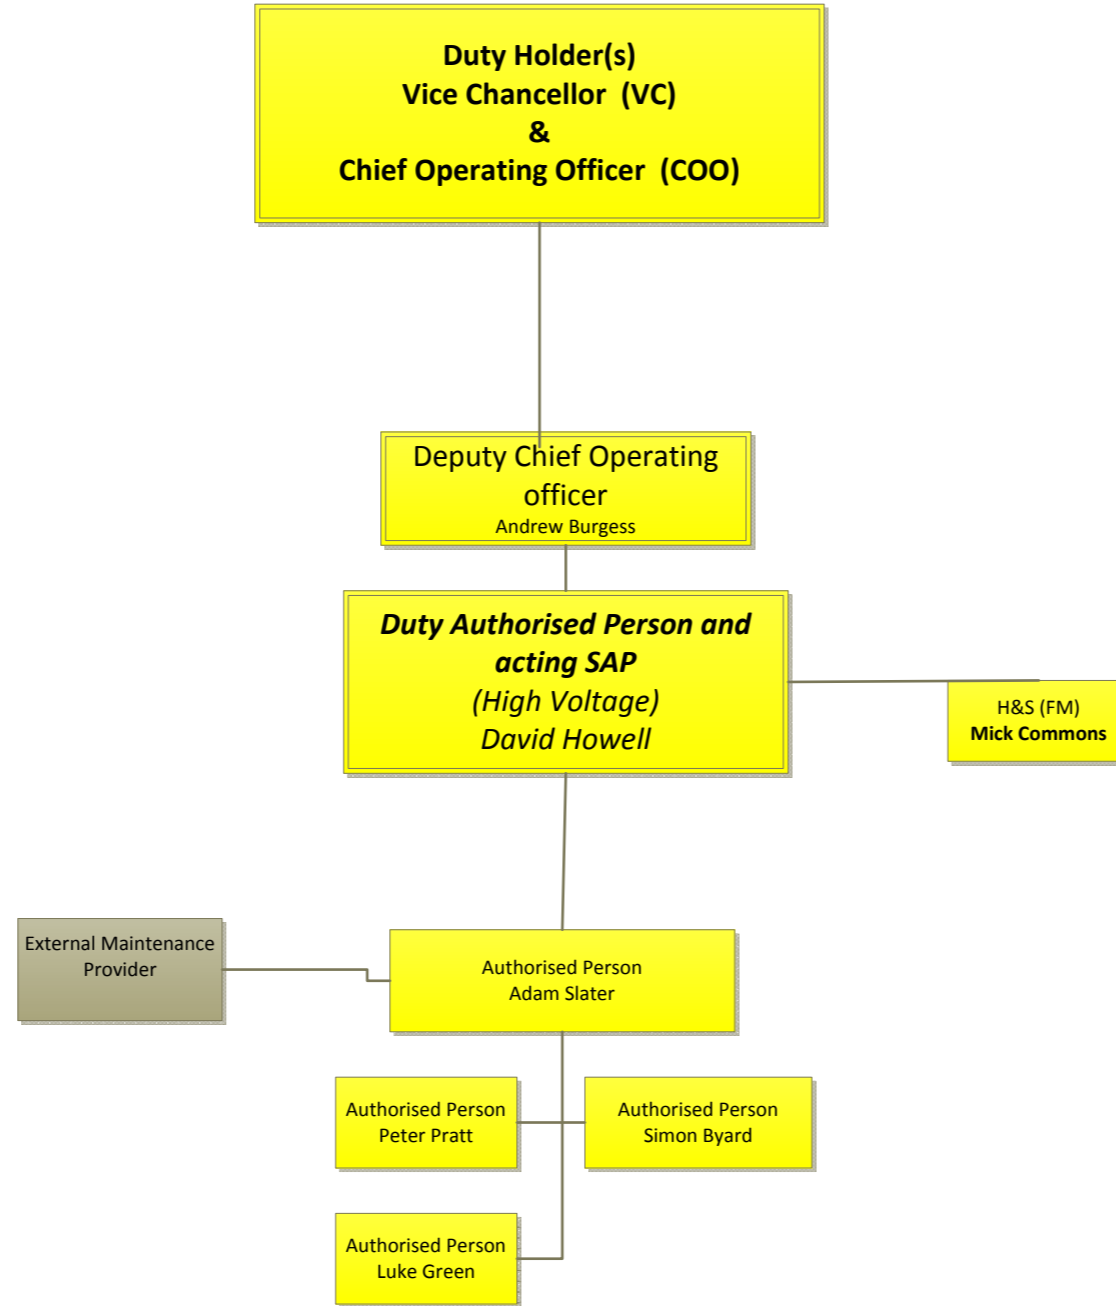 Duty Holder(s)
Vice Chancellor (VC)
&
Chief Operating Officer (COO)
Deputy Chief Operating
officer
Andrew Burgess
Duty Authorised Person and
acting SAP
(High Voltage)
David Howell
H&S (FM)
Mick Commons
External Maintenance
Provider
Authorised Person
Adam Slater
Authorised Person
Peter Pratt
Authorised Person
Simon Byard
Authorised Person
Luke Green